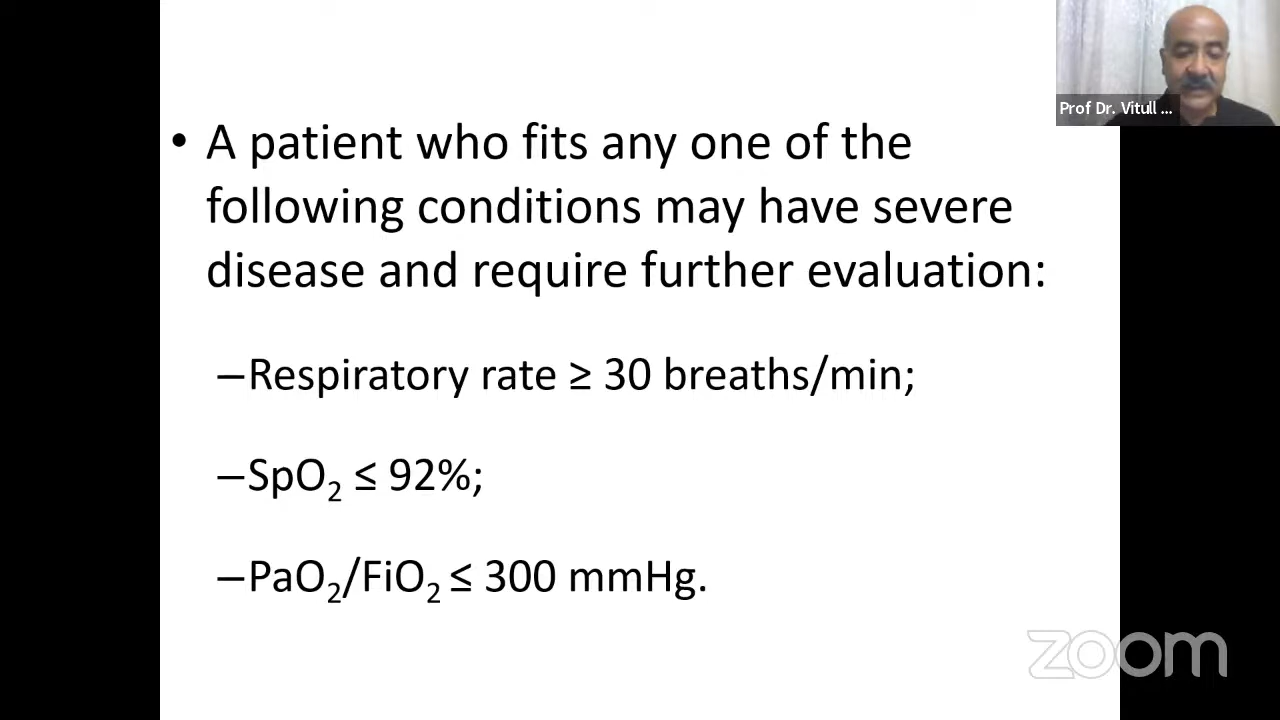 Prof Dr. Vitull ...
• A patient who fits any one of the
following conditions may have severe
disease and require further evaluation:
–Respiratory rate ≥ 30 breaths/min;
–SpO₂ ≤ 92%;
–PaO₂/FiO₂ ≤ 300 mmHg.
zoom